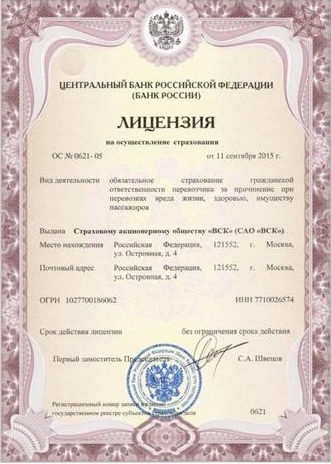 ЦЕНТРАЛЬНЫЙ БАНК РОССИЙСКОЙ ФЕДЕРАЦИИ
(БАНК РОССИИ)
ЛИЦЕНЗИЯ
на осуществление страхования
ОС № 0621- 05 от 11 сентября 2015 г.
Вид деятельности обязательное страхование гражданской
ответственности перевозчика за причинение при
перевозках вреда жизни, здоровью, имуществу
пассажиров
Выдана Страховому акционерному обществу «ВСК» (САО «ВСК»)
Место нахождения Российская Федерация, 121552, г. Москва,
ул. Островная, д. 4
Почтовый адрес Российская Федерация, 121552, г. Москва,
ул. Островная, д. 4
ОГРН 1027700186062 ИНН 7710026574
Срок действия лицензии без ограничения срока действия
Первый заместитель Председателя С.А. Швецов
Регистрационный номер записи в
государственном реестре субъектов дела 0621